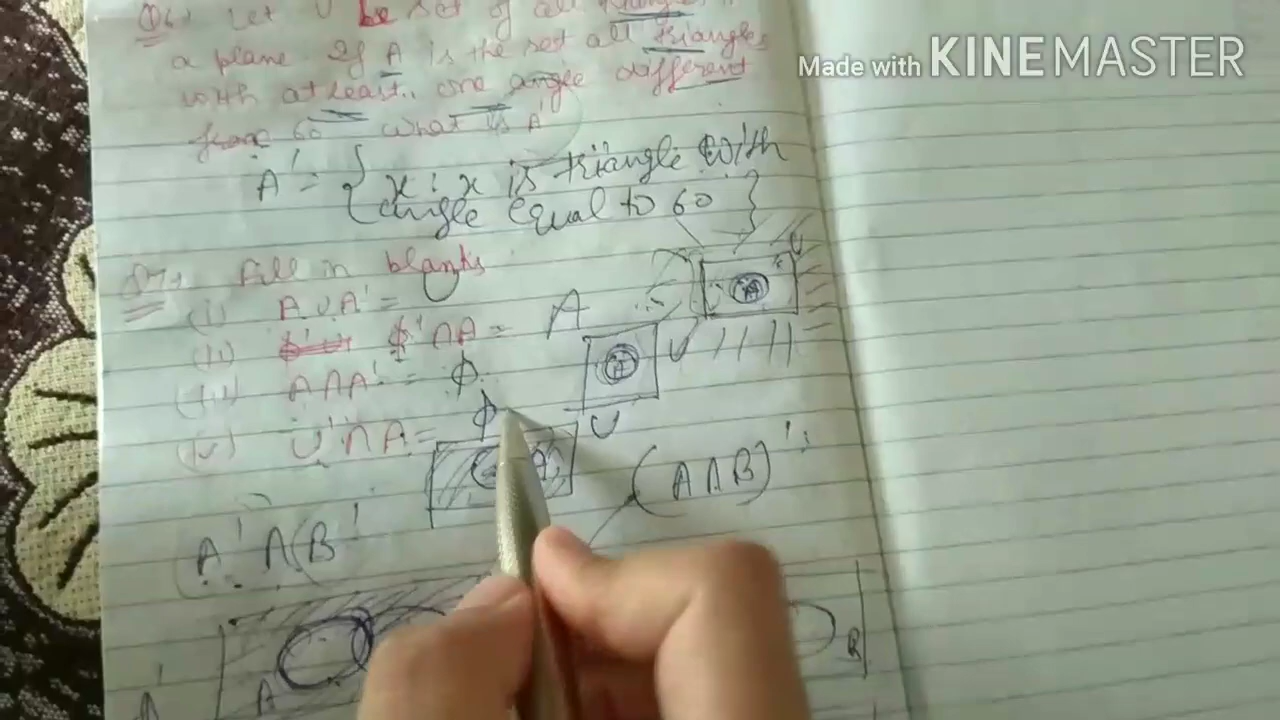 Q6. Let U be set of all triangles in
a plane If A is the set all triangles
with at least one angle different
from 60 what is A'
A' = { x : x is triangle with
angle equal to 60 }
Q7. Fill in blanks
(i) A ∪ A' = U
(ii) ϕ' ∩ A = A
(iii) A ∩ A' = ϕ
(iv) U' ∩ A = ϕ
A
U
A
U
A
(A ∩ B)'
A' ∩ (B'
A
B
A'
Made with KINEMASTER